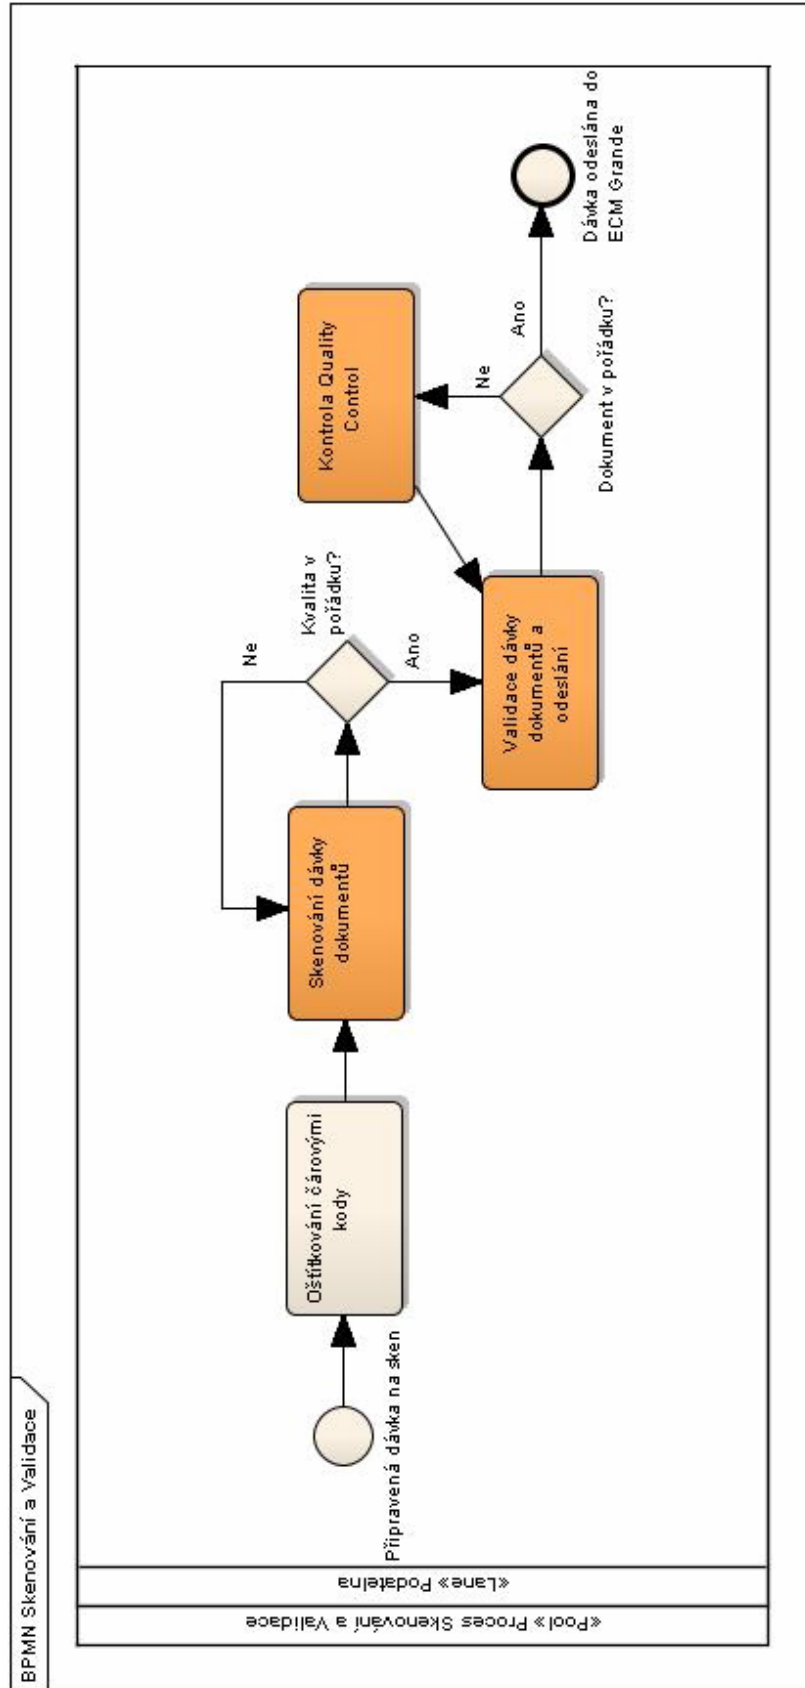 BPMN Skenování a Validace
«Pool» Proces Skenování a Validace
«Lane» Podatelna
Připravená dávka na sken
Oštítkování čárovými
kody
Skenování dávky
dokumentů
Ne
Kvalita v
pořádku?
Ano
Validace dávky
dokumentů a
odeslání
Kontrola Quality
Control
Ne
Dokument v pořádku?
Ano
Dávka odeslána do
ECM Grande